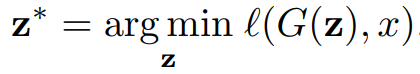 z* = arg min ℓ(G(z), x).
z